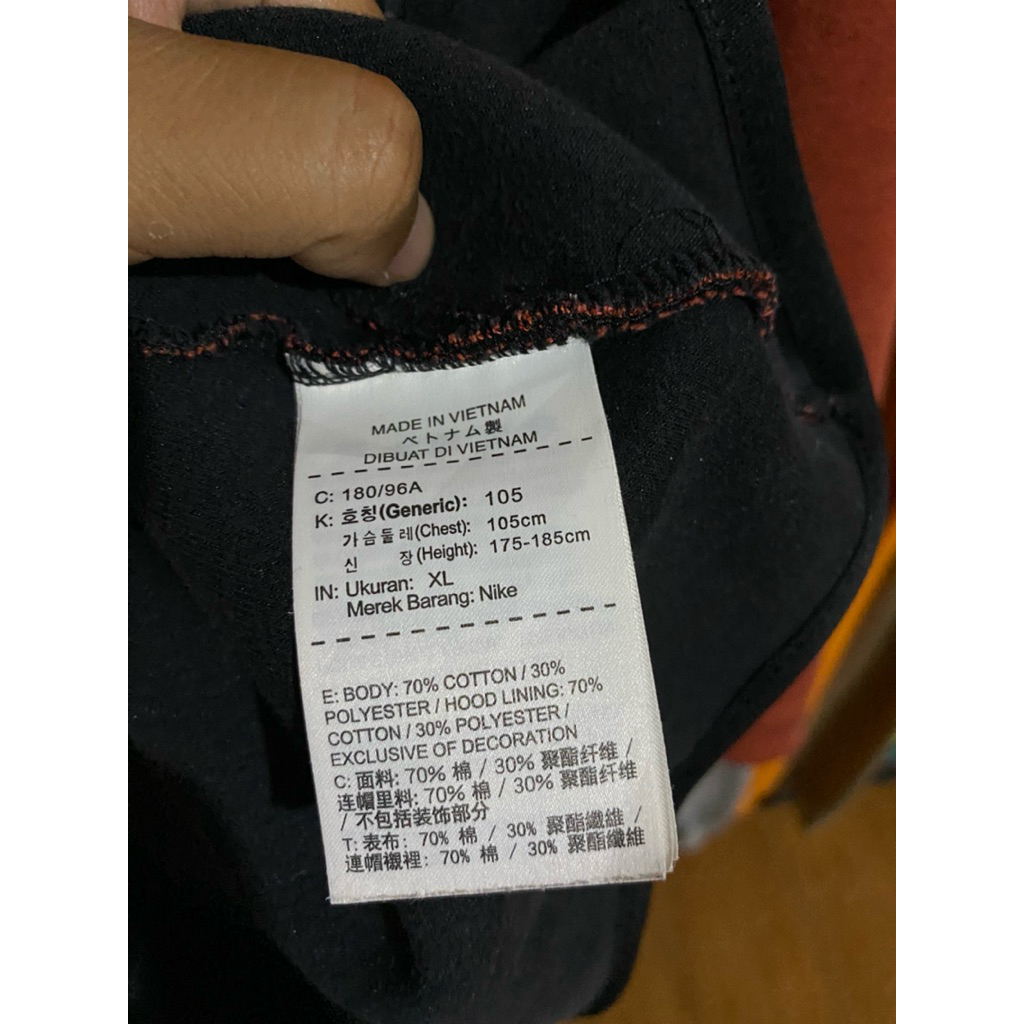 MADE IN VIETNAM
ベトナム製
DIBUAT DI VIETNAM
C: 180/96A
K: 호칭(Generic): 105
가슴둘레(Chest): 105cm
신 장(Height): 175-185cm
IN: Ukuran: XL
Merek Barang: Nike
E: BODY: 70% COTTON / 30%
POLYESTER / HOOD LINING: 70%
COTTON / 30% POLYESTER /
EXCLUSIVE OF DECORATION
C: 面料: 70% 棉 / 30% 聚酯纤维 /
连帽里料: 70% 棉 / 30% 聚酯纤维
/ 不包括装饰部分
T: 表布: 70% 棉 / 30% 聚酯纖維 /
連帽襯裡: 70% 棉 / 30% 聚酯纖維